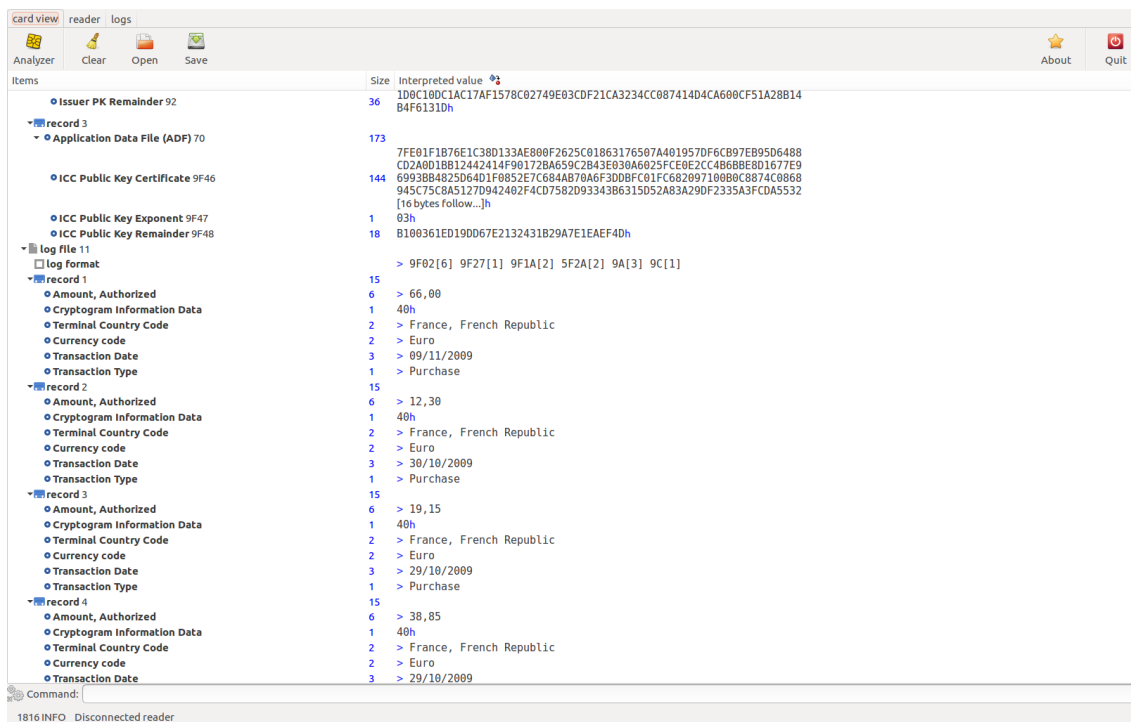 card view reader logs
Analyzer Clear Open Save About Quit
Items Size Interpreted value
Issuer PK Remainder 92 36 1D0C10DC1AC17AF1578C02749E03CDF21CA3234CC087414D4CA600CF51A28B14
B4F6131Dh
record 3
Application Data File (ADF) 70 173
7FE01F1B76E1C38D133AE800F2625C01863176507A401957DF6CB97EB95D6488
CD2A0D1BB12442414F90172BA659C2B43E030A6025FCE0E2CC4B6BBE8D1677E9
ICC Public Key Certificate 9F46 144 6993BB4825D64D1F0852E7C684AB70A6F3DDBFC01FC682097100B0C8874C0868
945C75C8A5127D942402F4CD7582D93343B6315D52A83A29DF2335A3FCDA5532
[16 bytes follow...]h
ICC Public Key Exponent 9F47 1 03h
ICC Public Key Remainder 9F48 18 B100361ED19DD67E2132431B29A7E1EAEF4Dh
log file 11
log format > 9F02[6] 9F27[1] 9F1A[2] 5F2A[2] 9A[3] 9C[1]
record 1 15
Amount, Authorized 6 > 66,00
Cryptogram Information Data 1 40h
Terminal Country Code 2 > France, French Republic
Currency code 2 > Euro
Transaction Date 3 > 09/11/2009
Transaction Type 1 > Purchase
record 2 15
Amount, Authorized 6 > 12,30
Cryptogram Information Data 1 40h
Terminal Country Code 2 > France, French Republic
Currency code 2 > Euro
Transaction Date 3 > 30/10/2009
Transaction Type 1 > Purchase
record 3 15
Amount, Authorized 6 > 19,15
Cryptogram Information Data 1 40h
Terminal Country Code 2 > France, French Republic
Currency code 2 > Euro
Transaction Date 3 > 29/10/2009
Transaction Type 1 > Purchase
record 4 15
Amount, Authorized 6 > 38,85
Cryptogram Information Data 1 40h
Terminal Country Code 2 > France, French Republic
Currency code 2 > Euro
Transaction Date 3 > 29/10/2009
Command:
1816 INFO Disconnected reader